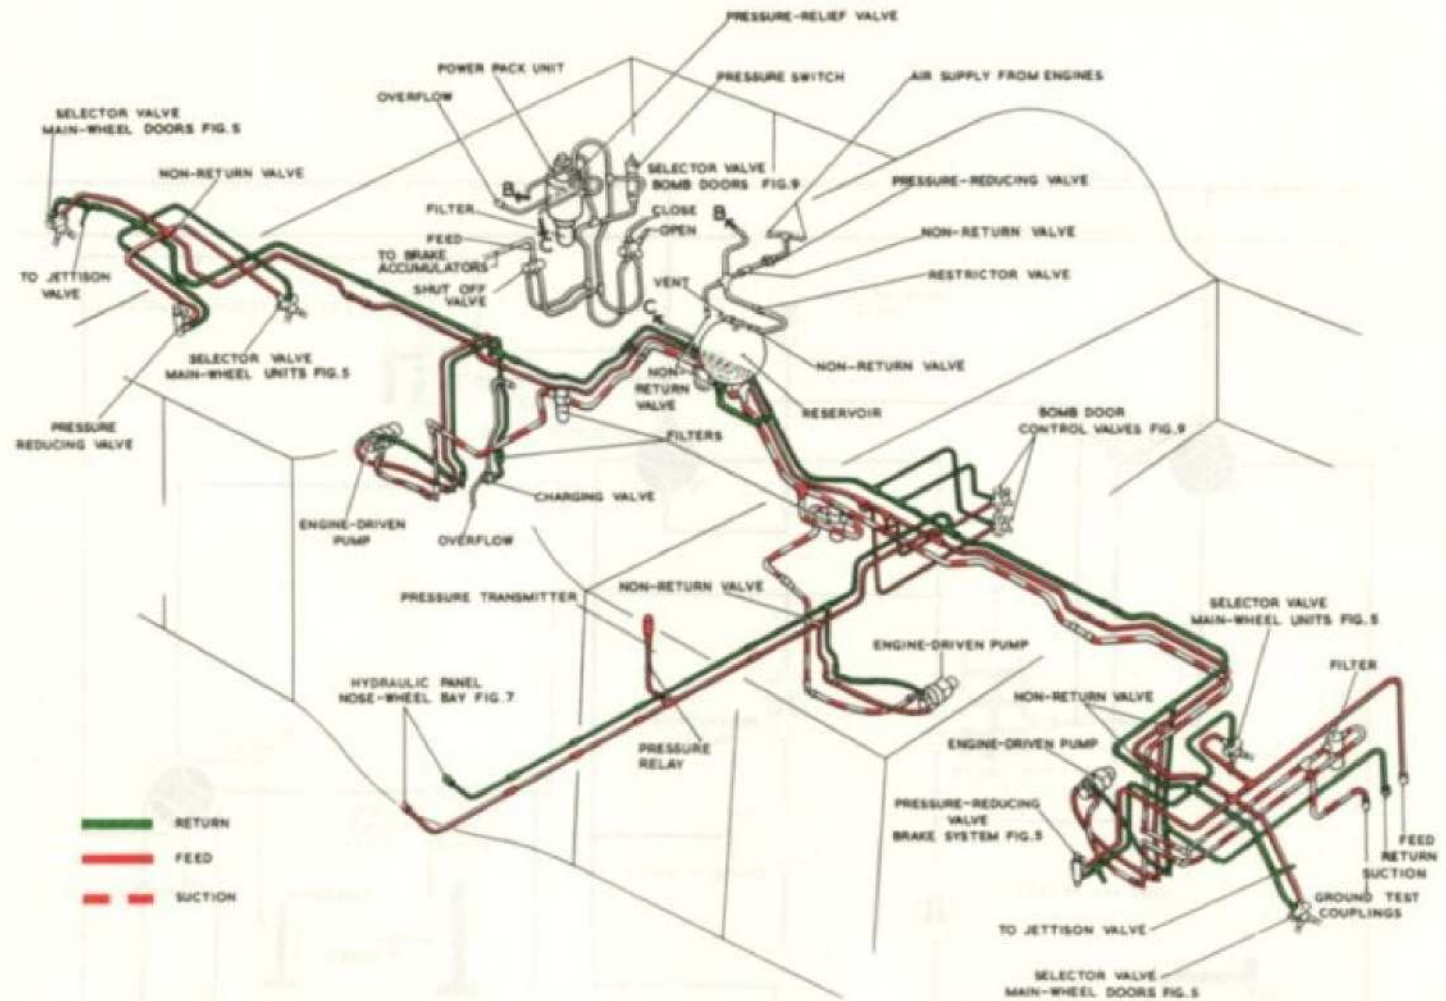 PRESSURE-RELIEF VALVE
POWER PACK UNIT
PRESSURE SWITCH
AIR SUPPLY FROM ENGINES
OVERFLOW
SELECTOR VALVE
MAIN-WHEEL DOORS FIG.5
NON-RETURN VALVE
SELECTOR VALVE
BOMB DOORS FIG.9
PRESSURE-REDUCING VALVE
B
FILTER
CLOSE
B
OPEN
NON-RETURN VALVE
C
FEED
TO BRAKE
ACCUMULATORS
SHUT OFF
VALVE
VENT
RESTRICTOR VALVE
TO JETTISON
VALVE
C
SELECTOR VALVE
MAIN-WHEEL UNITS FIG.5
NON-
RETURN
VALVE
NON-RETURN VALVE
RESERVOIR
BOMB DOOR
CONTROL VALVES FIG.9
PRESSURE
REDUCING VALVE
FILTERS
CHARGING VALVE
ENGINE-DRIVEN
PUMP
OVERFLOW
NON-RETURN VALVE
PRESSURE TRANSMITTER
SELECTOR VALVE
MAIN-WHEEL UNITS FIG.5
ENGINE-DRIVEN PUMP
FILTER
HYDRAULIC PANEL
NOSE-WHEEL BAY FIG.7
NON-RETURN VALVE
PRESSURE
RELAY
ENGINE-DRIVEN PUMP
PRESSURE-REDUCING
VALVE
BRAKE SYSTEM FIG.5
RETURN
FEED
SUCTION
FEED
RETURN
SUCTION
GROUND TEST
COUPLINGS
TO JETTISON VALVE
SELECTOR VALVE
MAIN-WHEEL DOORS FIG.5